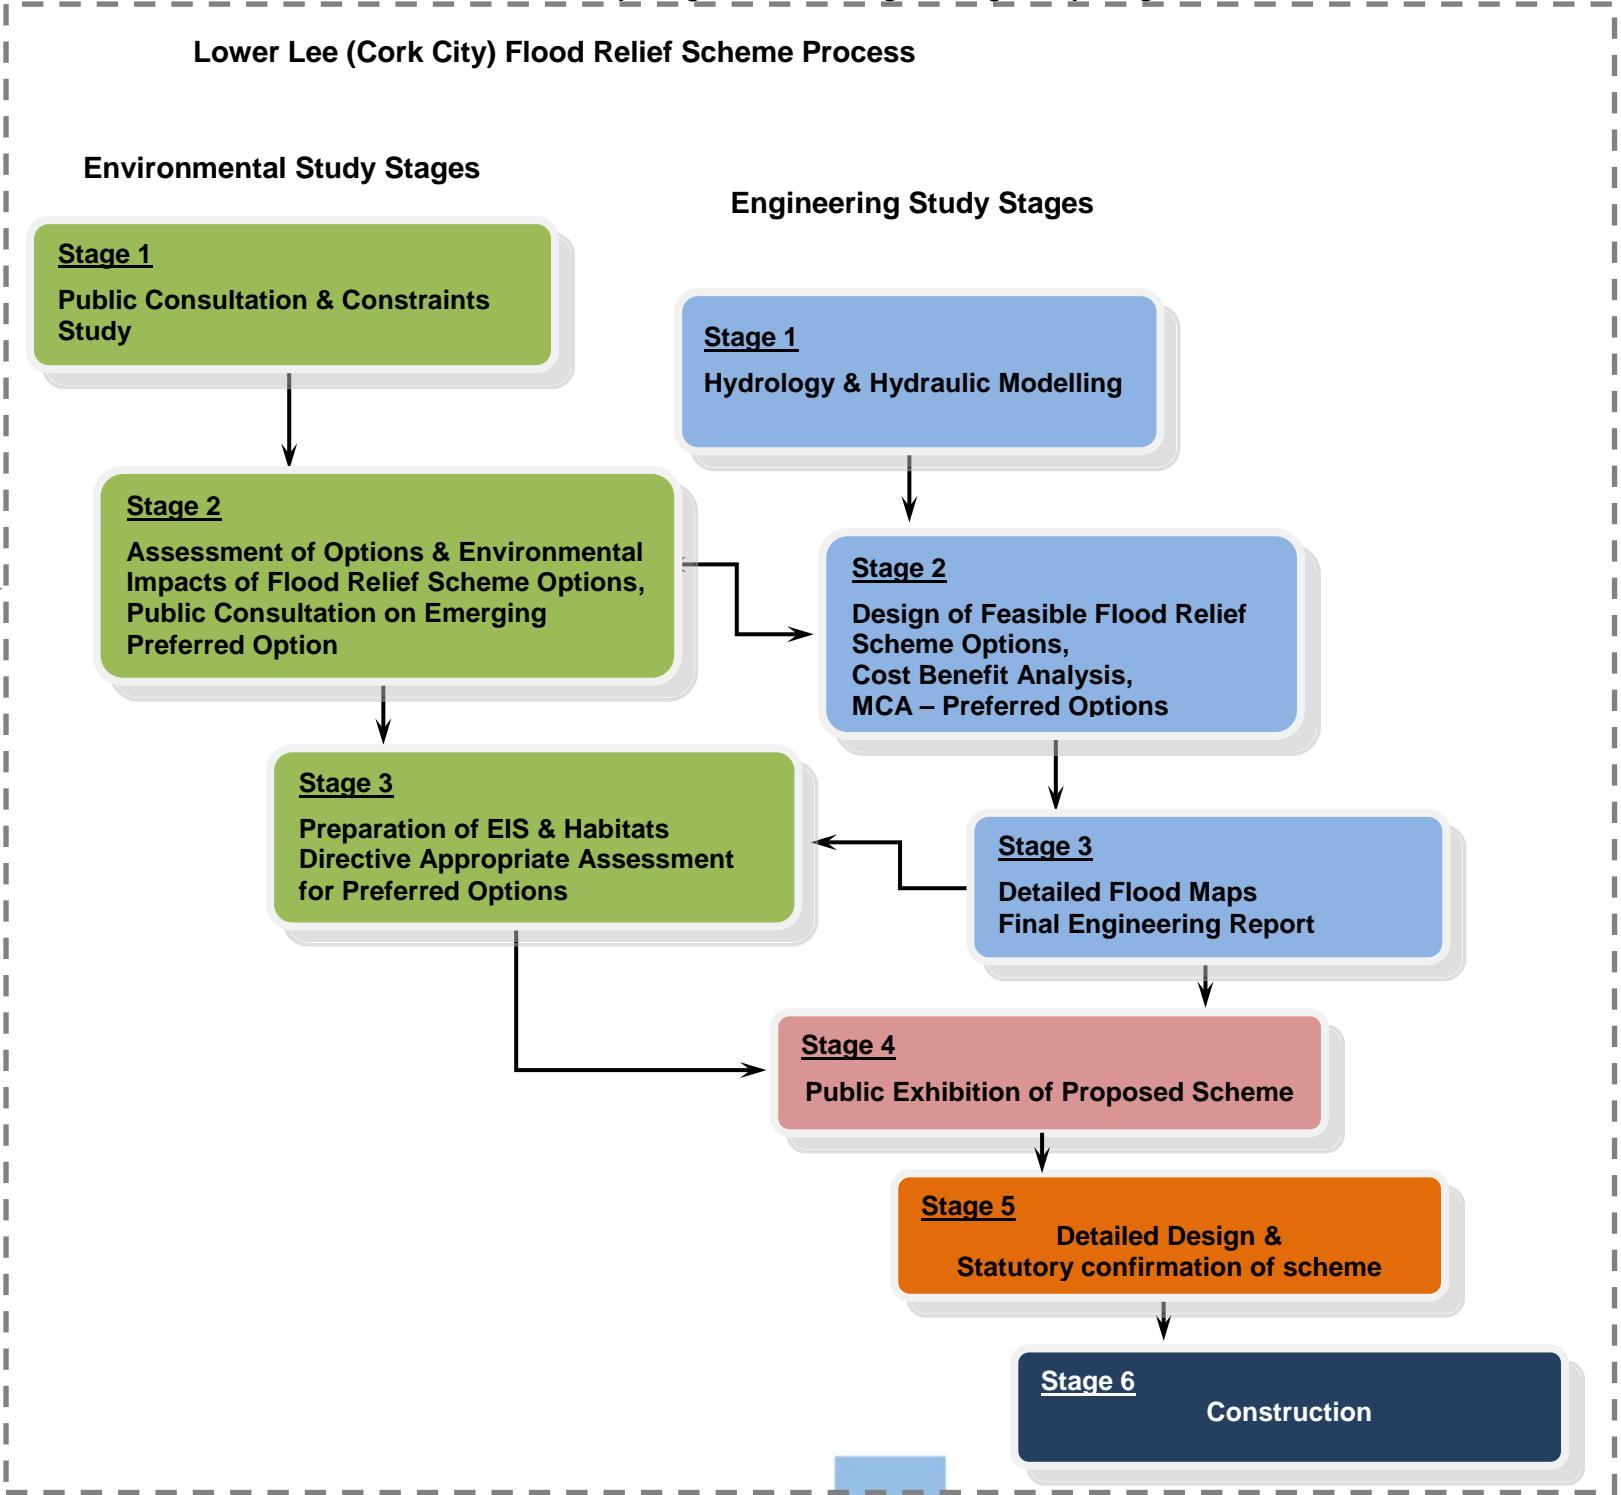 Lower Lee (Cork City) Flood Relief Scheme Process
Environmental Study Stages
Engineering Study Stages
Stage 1
Public Consultation & Constraints
Study
Stage 1
Hydrology & Hydraulic Modelling
Stage 2
Assessment of Options & Environmental
Impacts of Flood Relief Scheme Options,
Public Consultation on Emerging
Preferred Option
Stage 2
Design of Feasible Flood Relief
Scheme Options,
Cost Benefit Analysis,
MCA – Preferred Options
Stage 3
Preparation of EIS & Habitats
Directive Appropriate Assessment
for Preferred Options
Stage 3
Detailed Flood Maps
Final Engineering Report
Stage 4
Public Exhibition of Proposed Scheme
Stage 5
Detailed Design &
Statutory confirmation of scheme
Stage 6
Construction